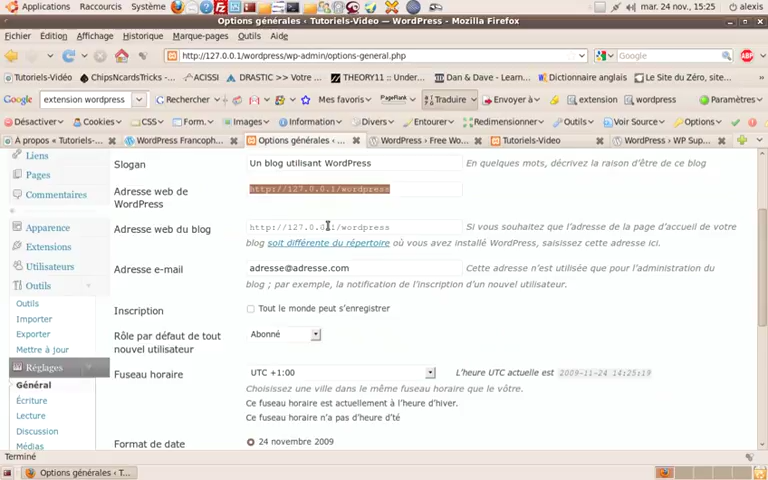 Applications Raccourcis Système
mar. 24 nov., 15:25 alexis
Options générales ‹ Tutoriels-Video — WordPress - Mozilla Firefox
Fichier Édition Affichage Historique Marque-pages Outils Aide
http://127.0.0.1/wordpress/wp-admin/options-general.php
Google
ABP
Tutoriels-Vidéo ChipsNcardsTricks -... ACISSI DRASTIC >> Votre ... THEORY11 :: Under... Dan & Dave - Learn... Dictionnaire anglais Le Site du Zéro, site...
Google extension wordpress Rechercher Mes favoris PageRank Traduire Envoyer à extension wordpress Paramètres
Désactiver Cookies CSS Form. Images Informations Divers Entourer Redimensionner Outils Voir Source Options
À propos ‹ Tutoriels-... WordPress Francoph... Options générales ‹ ... WordPress › Free Wo... Tutoriels-Video WordPress › WP Sup...
Liens
Pages
Commentaires
Apparence
Extensions
Utilisateurs
Outils
Outils
Importer
Exporter
Mettre à jour
Réglages
Général
Écriture
Lecture
Discussion
Médias
Slogan
Un blog utilisant WordPress
En quelques mots, décrivez la raison d'être de ce blog
Adresse web de
WordPress
http://127.0.0.1/wordpress
Adresse web du blog
http://127.0.0.1/wordpress
Si vous souhaitez que l'adresse de la page d'accueil de votre
blog soit différente du répertoire où vous avez installé WordPress, saisissez cette adresse ici.
Adresse e-mail
adresse@adresse.com
Cette adresse n'est utilisée que pour l'administration du
blog ; par exemple, la notification de l'inscription d'un nouvel utilisateur.
Inscription
Tout le monde peut s'enregistrer
Rôle par défaut de tout
nouvel utilisateur
Abonné
Fuseau horaire
UTC +1:00
L'heure UTC actuelle est 2009-11-24 14:25:19
Choisissez une ville dans le même fuseau horaire que le vôtre.
Ce fuseau horaire est actuellement à l'heure d'hiver.
Ce fuseau horaire n'a pas d'heure d'été
Format de date
24 novembre 2009
Terminé
Options générales ‹ T...